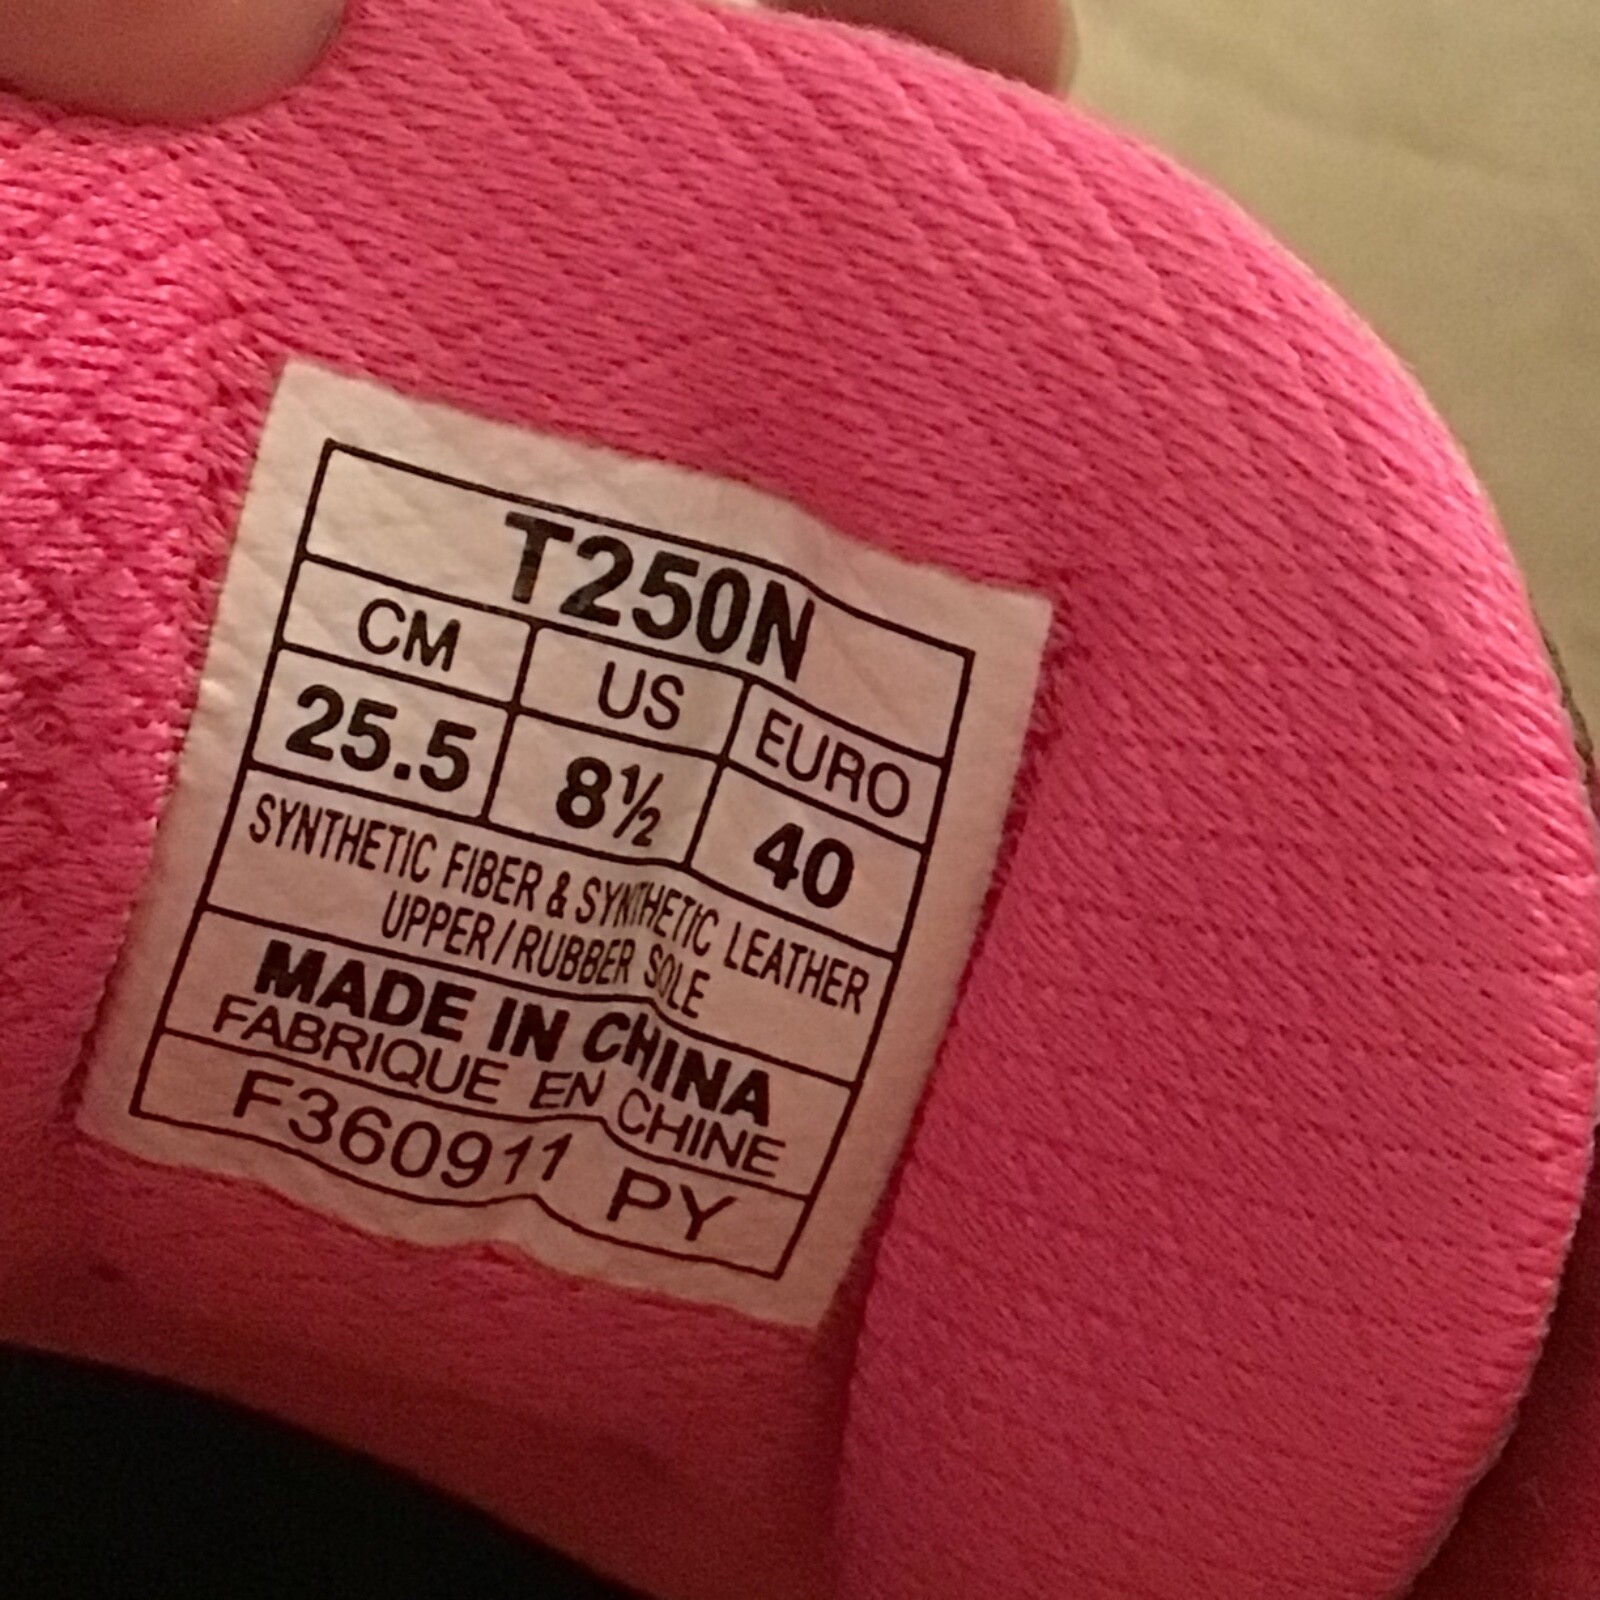 T250N
CM US EURO
25.5 8½ 40
SYNTHETIC FIBER & SYNTHETIC LEATHER
UPPER / RUBBER SOLE
MADE IN CHINA
FABRIQUE EN CHINE
F360911 PY